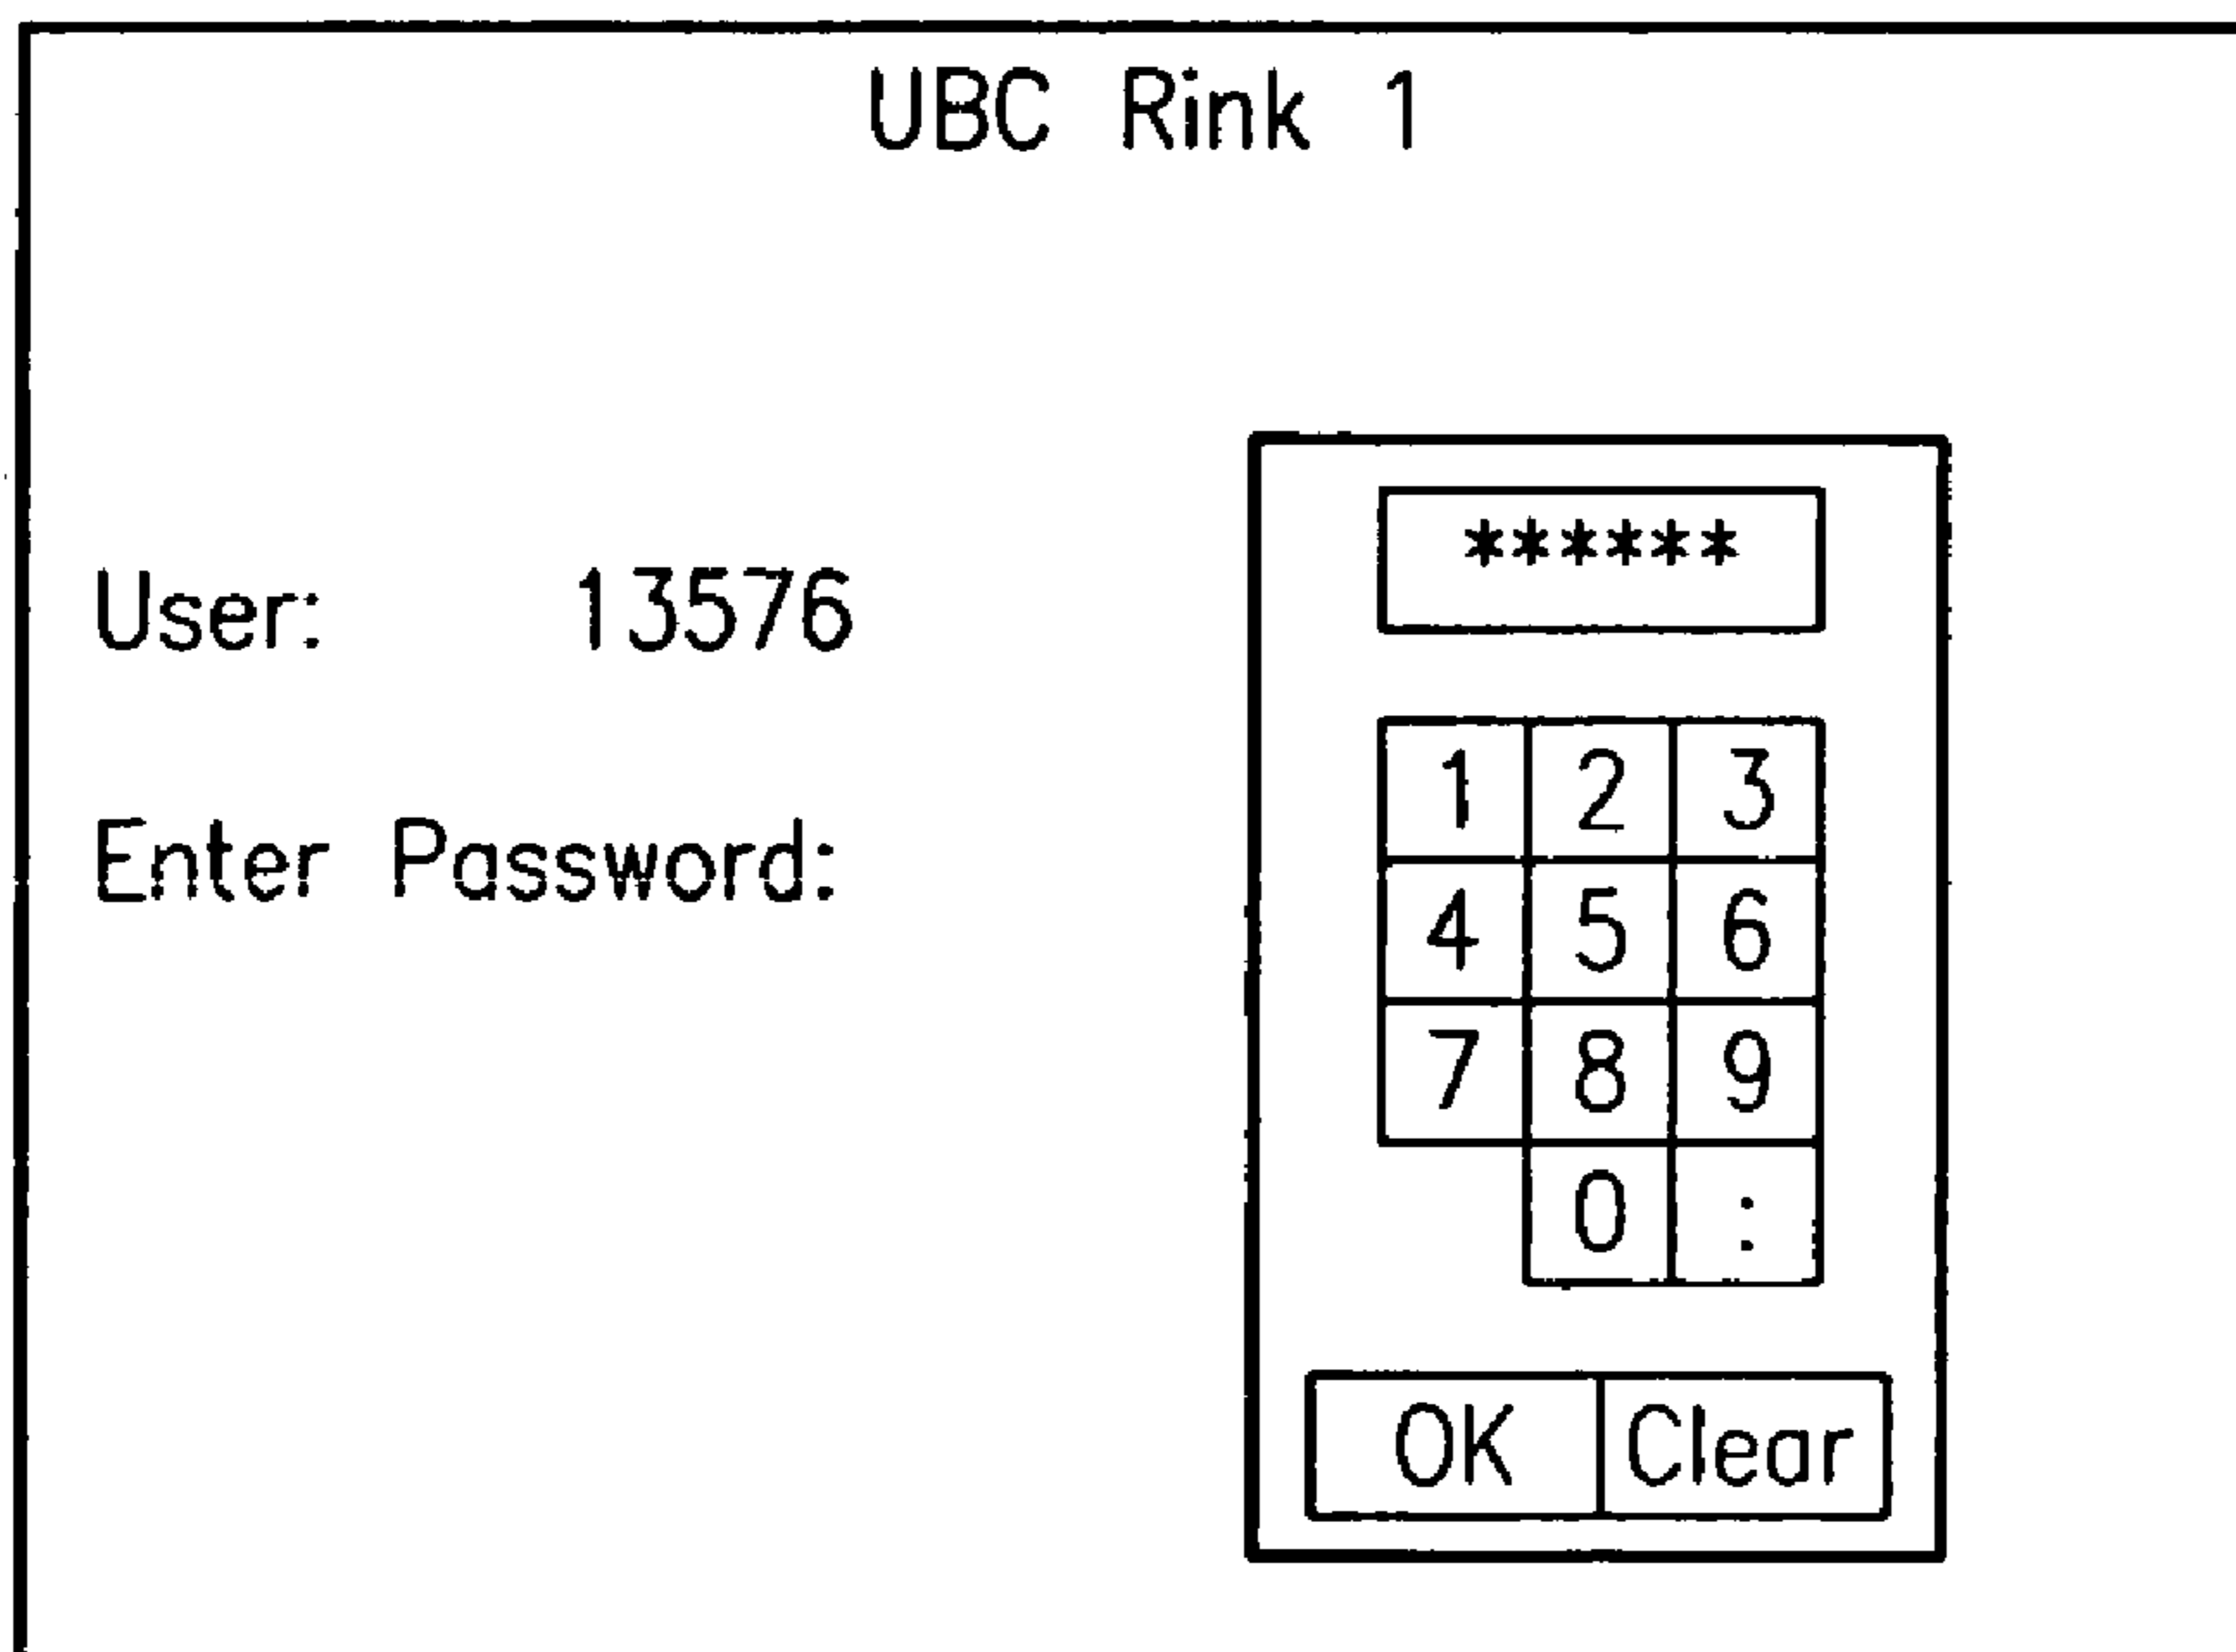 UBC Rink 1
******
User: 13576
1 2 3
Enter Password:
4 5 6
7 8 9
0 :
OK Clear